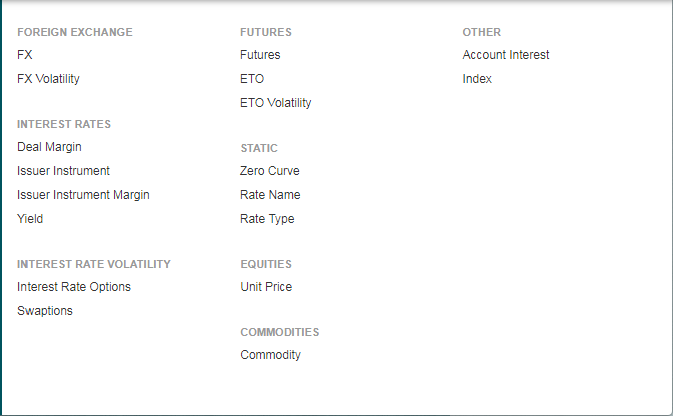 FOREIGN EXCHANGE
FX
FX Volatility
INTEREST RATES
Deal Margin
Issuer Instrument
Issuer Instrument Margin
Yield
INTEREST RATE VOLATILITY
Interest Rate Options
Swaptions
FUTURES
Futures
ETO
ETO Volatility
STATIC
Zero Curve
Rate Name
Rate Type
EQUITIES
Unit Price
COMMODITIES
Commodity
OTHER
Account Interest
Index